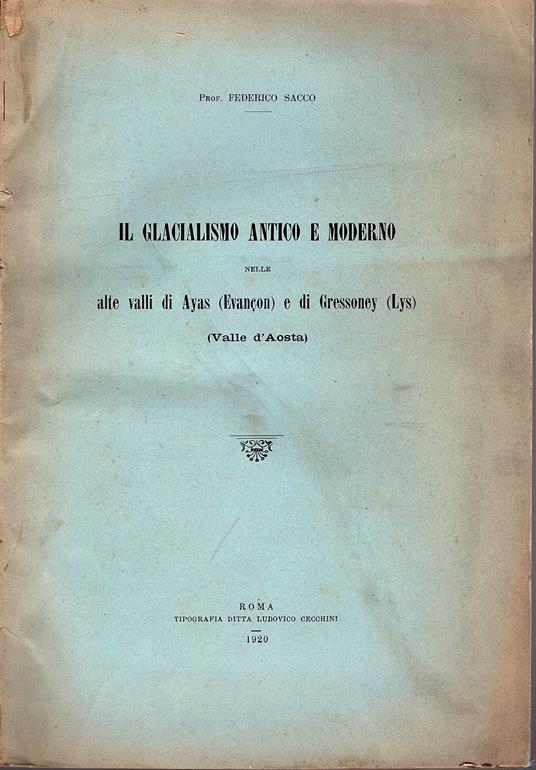 Prof. FEDERICO SACCO
IL GLACIALISMO ANTICO E MODERNO
NELLE
alte valli di Ayas (Evançon) e di Gressoney (Lys)
(Valle d'Aosta)
ROMA
TIPOGRAFIA DITTA LUDOVICO CECCHINI
1920